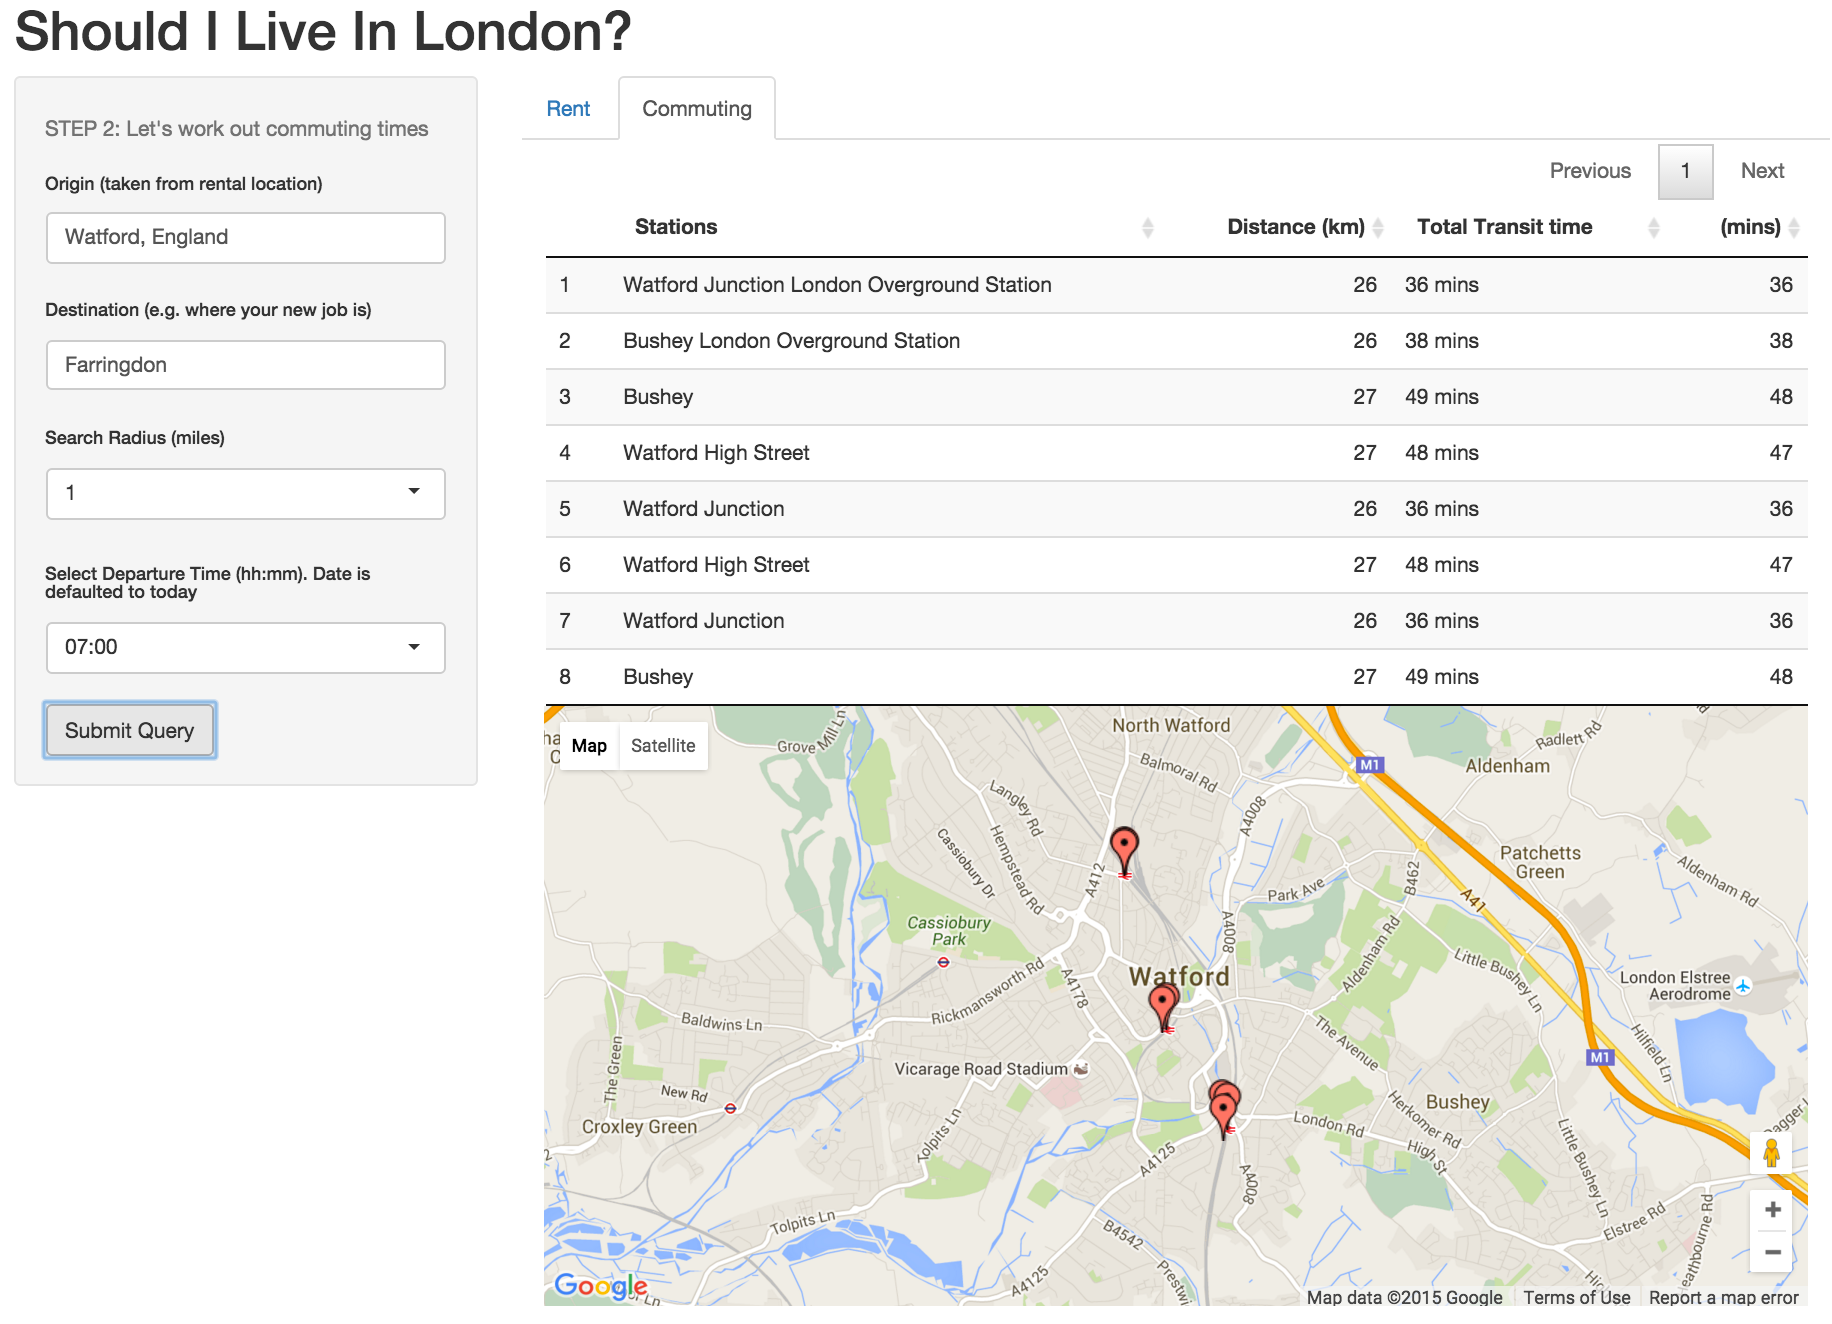 Should I Live In London?
STEP 2: Let's work out commuting times
Origin (taken from rental location)
Watford, England
Destination (e.g. where your new job is)
Farringdon
Search Radius (miles)
1
Select Departure Time (hh:mm). Date is
defaulted to today
07:00
Submit Query
Rent Commuting
Previous 1 Next
Stations Distance (km) Total Transit time (mins)
1 Watford Junction London Overground Station 26 36 mins 36
2 Bushey London Overground Station 26 38 mins 38
3 Bushey 27 49 mins 48
4 Watford High Street 27 48 mins 47
5 Watford Junction 26 36 mins 36
6 Watford High Street 27 48 mins 47
7 Watford Junction 26 36 mins 36
8 Bushey 27 49 mins 48
Map Satellite
Grove Mill Ln
North Watford
Balmoral Rd
Radlett Rd
Aldenham
M1
Langley Rd
A4008
Hempstead Rd
Cassiobury Dr
A412
Park Ave
B462
Patchetts
Green
Aldenham Rd
A41
Cassiobury
Park
A4008
Aldenham Rd
Little Bushey Ln
Watford
A4178
Rickmansworth Rd
London Elstree
Aerodrome
Baldwins Ln
The Avenue
Hilfield Ln
The Green
Vicarage Road Stadium
M1
New Rd
Croxley Green
Tolpits Ln
London Rd
Herkomer Rd
High St
Bushey
Little Bushey Ln
A4125
A4008
Tolpits Ln
B4542
Elstree Rd
A4125
Google
Map data ©2015 Google Terms of Use Report a map error